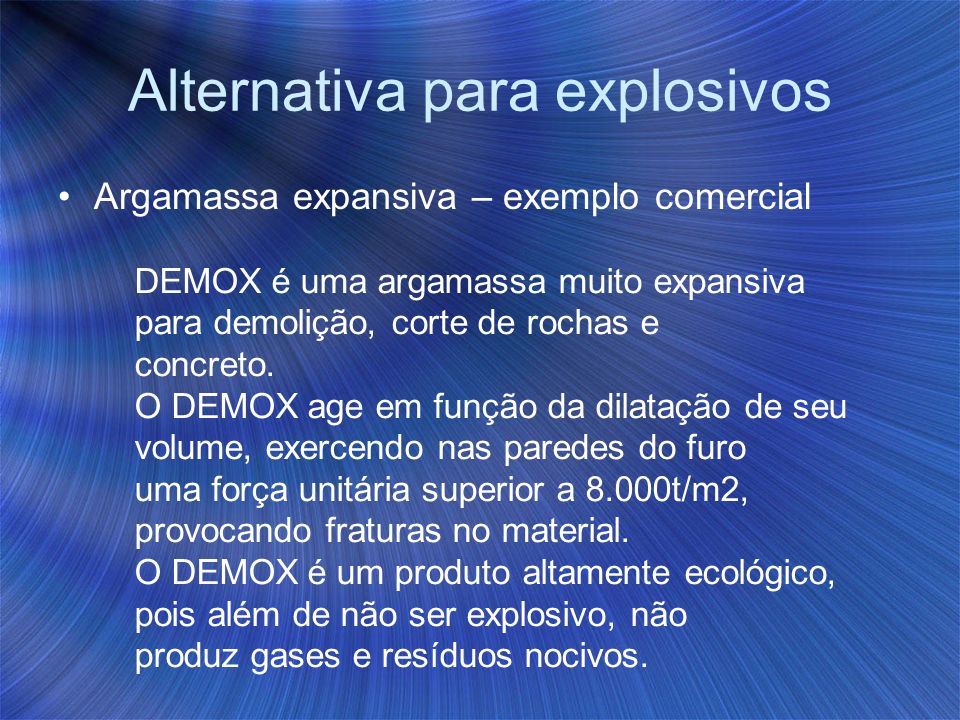 Alternativa para explosivos
• Argamassa expansiva – exemplo comercial
DEMOX é uma argamassa muito expansiva
para demolição, corte de rochas e
concreto.
O DEMOX age em função da dilatação de seu
volume, exercendo nas paredes do furo
uma força unitária superior a 8.000t/m2,
provocando fraturas no material.
O DEMOX é um produto altamente ecológico,
pois além de não ser explosivo, não
produz gases e resíduos nocivos.